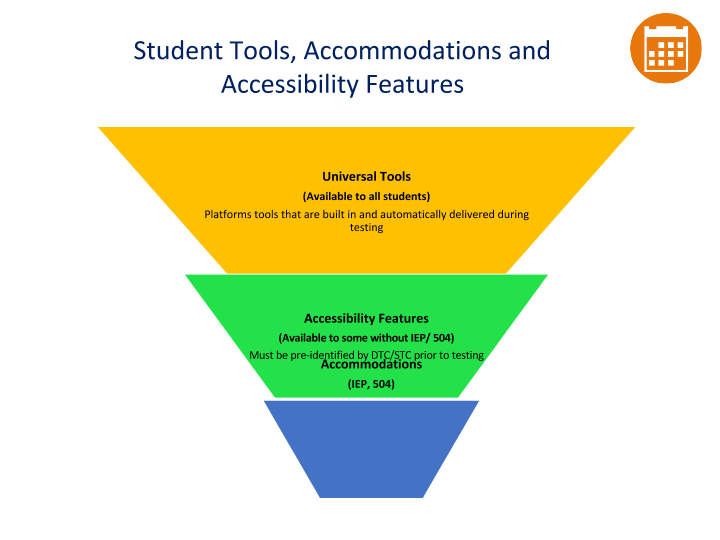 Student Tools, Accommodations and
Accessibility Features
Universal Tools
(Available to all students)
Platforms tools that are built in and automatically delivered during
testing
Accessibility Features
(Available to some without IEP/ 504)
Must be pre-identified by DTC/STC prior to testing
Accommodations
(IEP, 504)